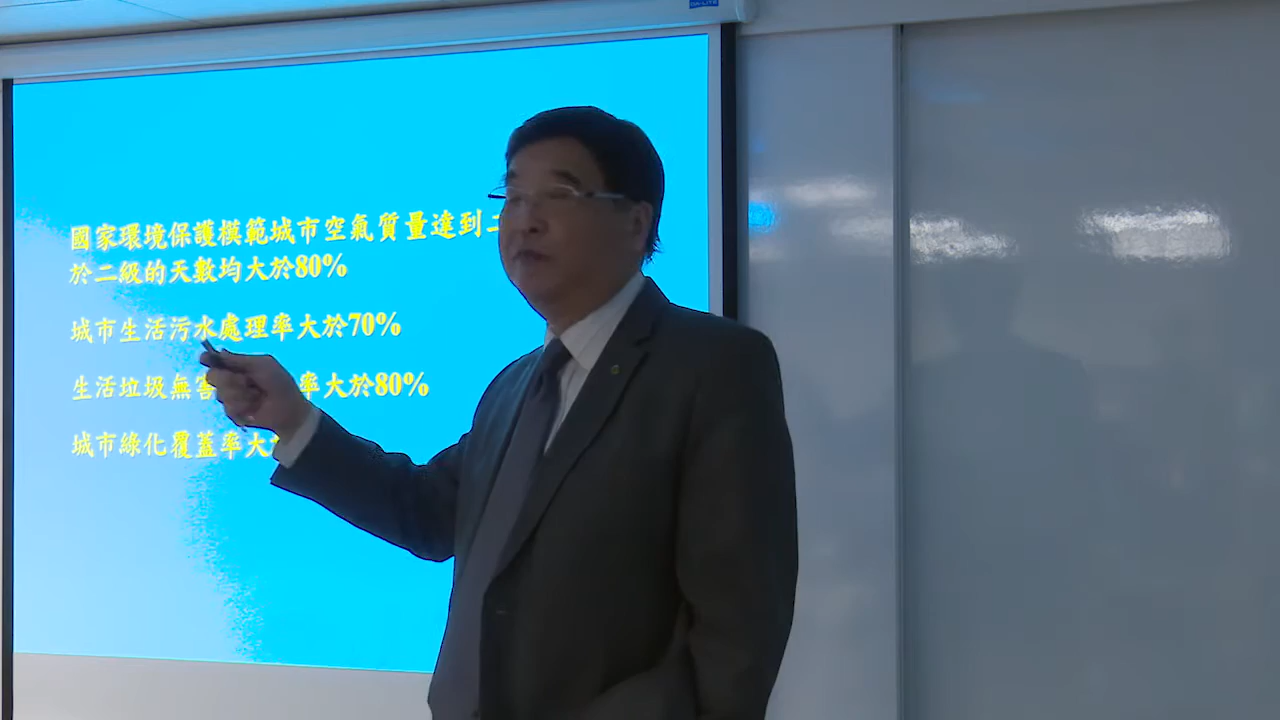 DA-LITE
國家環境保護模範城市空氣質量達到二
於二級的天數均大於80%
城市生活污水處理率大於70%
生活垃圾無害 率大於80%
城市綠化覆蓋率大